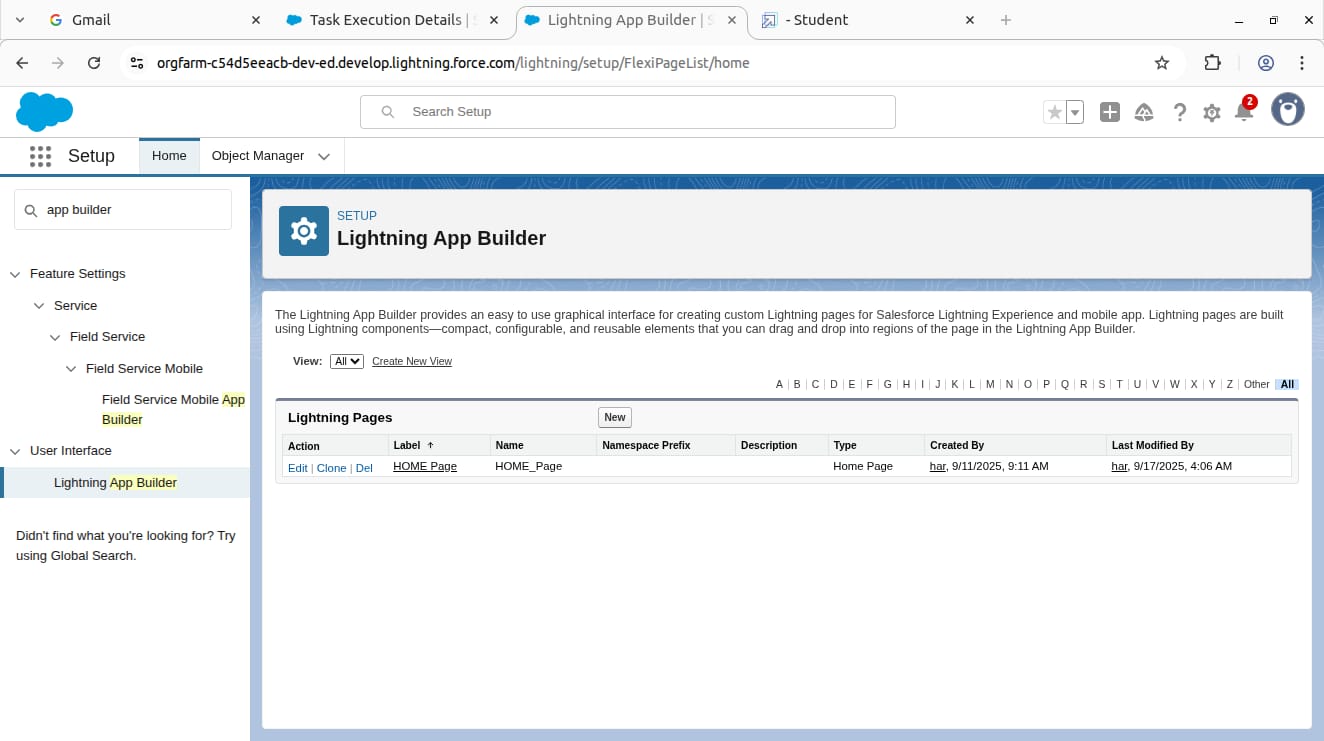 Gmail
Task Execution Details | S
Lightning App Builder | S
- Student
orgfarm-c54d5eeacb-dev-ed.develop.lightning.force.com/lightning/setup/FlexiPageList/home
Search Setup
2
Setup
Home
Object Manager
app builder
Feature Settings
Service
Field Service
Field Service Mobile
Field Service Mobile App
Builder
User Interface
Lightning App Builder
Didn't find what you're looking for? Try
using Global Search.
SETUP
Lightning App Builder
The Lightning App Builder provides an easy to use graphical interface for creating custom Lightning pages for Salesforce Lightning Experience and mobile app. Lightning pages are built
using Lightning components—compact, configurable, and reusable elements that you can drag and drop into regions of the page in the Lightning App Builder.
View: All Create New View
A | B | C | D | E | F | G | H | I | J | K | L | M | N | O | P | Q | R | S | T | U | V | W | X | Y | Z | Other | All
Lightning Pages New
Action Label Name Namespace Prefix Description Type Created By Last Modified By
Edit | Clone | Del HOME Page HOME_Page Home Page har, 9/11/2025, 9:11 AM har, 9/17/2025, 4:06 AM